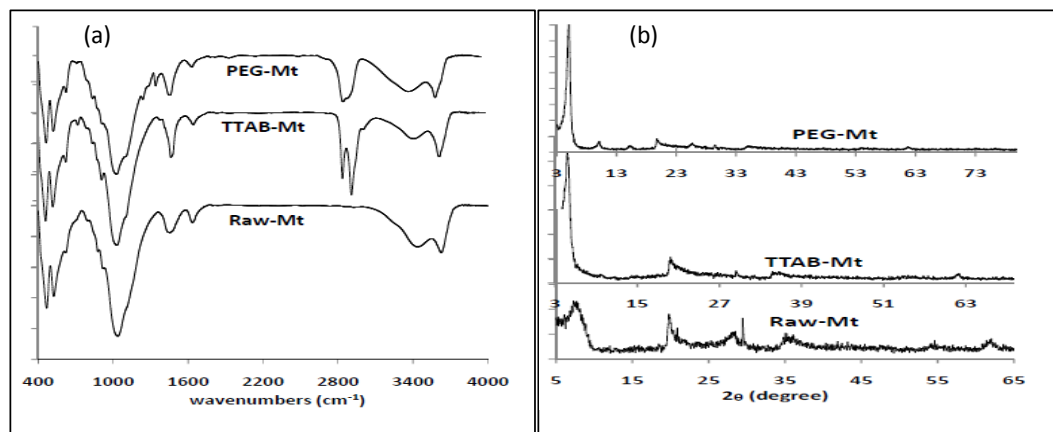 (a)
PEG-Mt
TTAB-Mt
Raw-Mt
400 1000 1600 2200 2800 3400 4000
wavenumbers (cm⁻¹)
(b)
PEG-Mt
3 13 23 33 43 53 63 73
TTAB-Mt
3 15 27 39 51 63
Raw-Mt
5 15 25 35 45 55 65
2θ (degree)